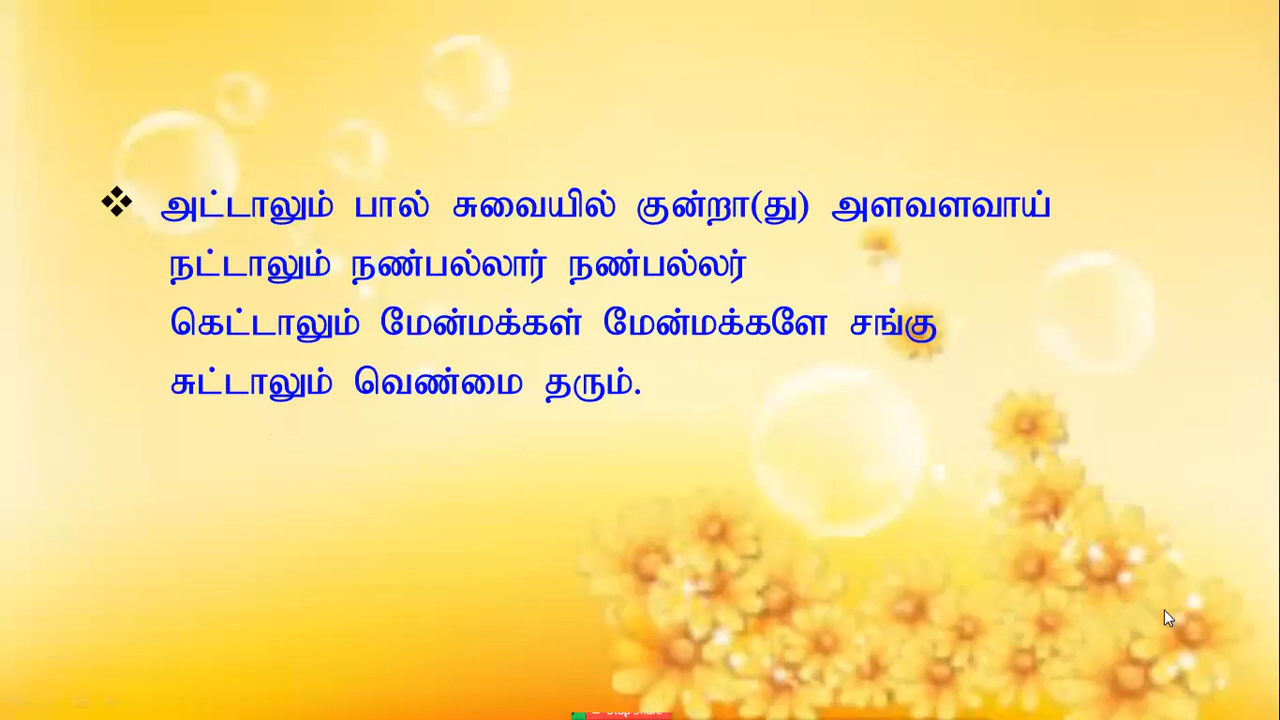 ❖ அட்டாலும் பால் சுவையில் குன்றா(து) அளவளவாய்
நட்டாலும் நண்பல்லார் நண்பல்லர்
கெட்டாலும் மேன்மக்கள் மேன்மக்களே சங்கு
சுட்டாலும் வெண்மை தரும்.